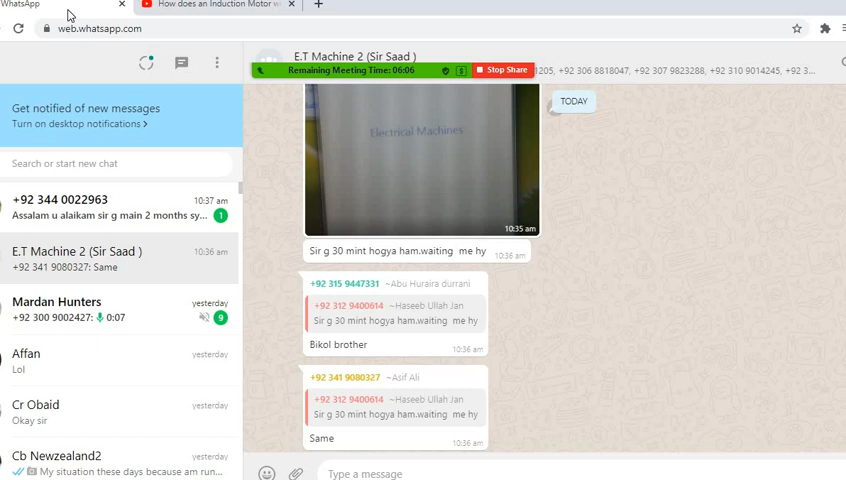 WhatsApp
How does an Induction Motor w
web.whatsapp.com
E.T Machine 2 (Sir Saad )
1205, +92 306 8818047, +92 307 9823288, +92 310 9014245, +92 3...
Remaining Meeting Time: 06:06
Stop Share
Get notified of new messages
Turn on desktop notifications
Search or start new chat
+92 344 0022963
10:37 am
Assalam u alaikum sir g main 2 months sy...
1
E.T Machine 2 (Sir Saad )
10:36 am
+92 341 9080327: Same
Mardan Hunters
yesterday
+92 300 9002427: 0:07
9
Affan
yesterday
Lol
Cr Obaid
yesterday
Okay sir
Cb Newzealand2
yesterday
My situation these days because am run...
TODAY
Electrical Machines
10:35 am
Sir g 30 mint hogya ham.waiting me hy
10:36 am
+92 315 9447331 ~Abu Huraira durrani
+92 312 9400614 ~Haseeb Ullah Jan
Sir g 30 mint hogya ham.waiting me hy
Bikol brother
10:36 am
+92 341 9080327 ~Asif Ali
+92 312 9400614 ~Haseeb Ullah Jan
Sir g 30 mint hogya ham.waiting me hy
Same
10:36 am
Type a message